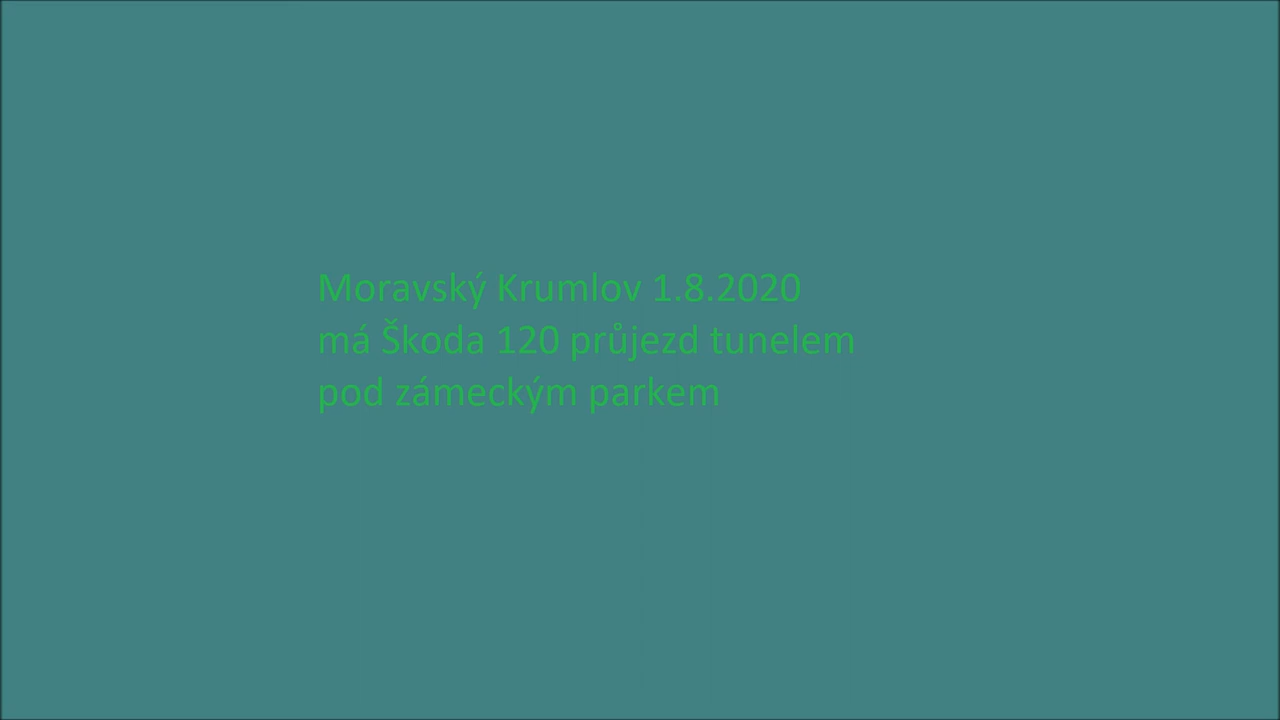 Moravský Krumlov 1.8.2020
má Škoda 120 průjezd tunelem
pod zámeckým parkem